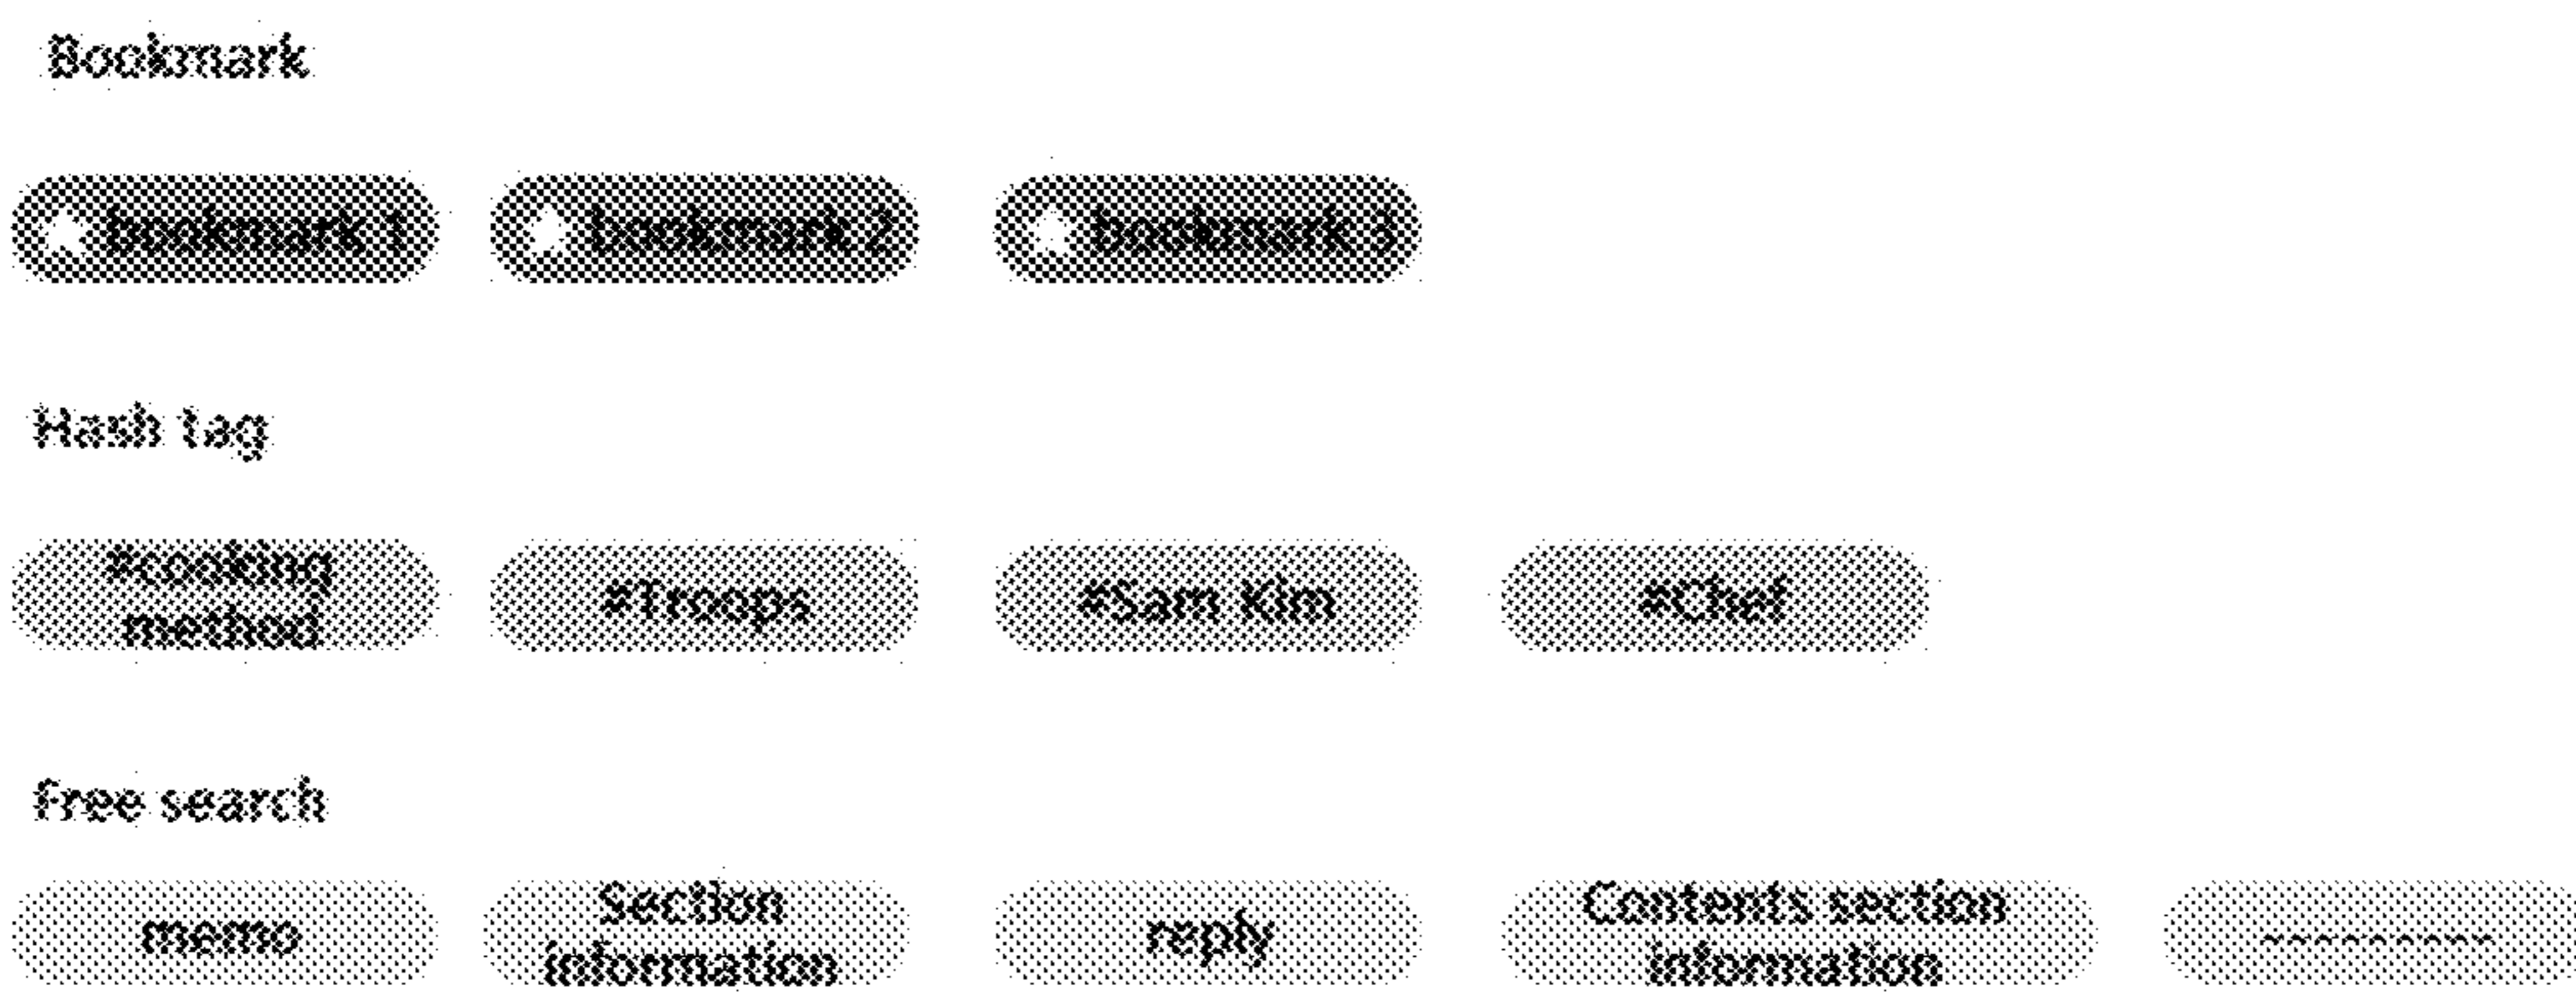 Bookmark
bookmark 1
bookmark 2
bookmark 3
Hash tag
#cooking
method
#Troops
#Sam Kim
#Chef
Free search
memo
Section
information
reply
Contents section
information